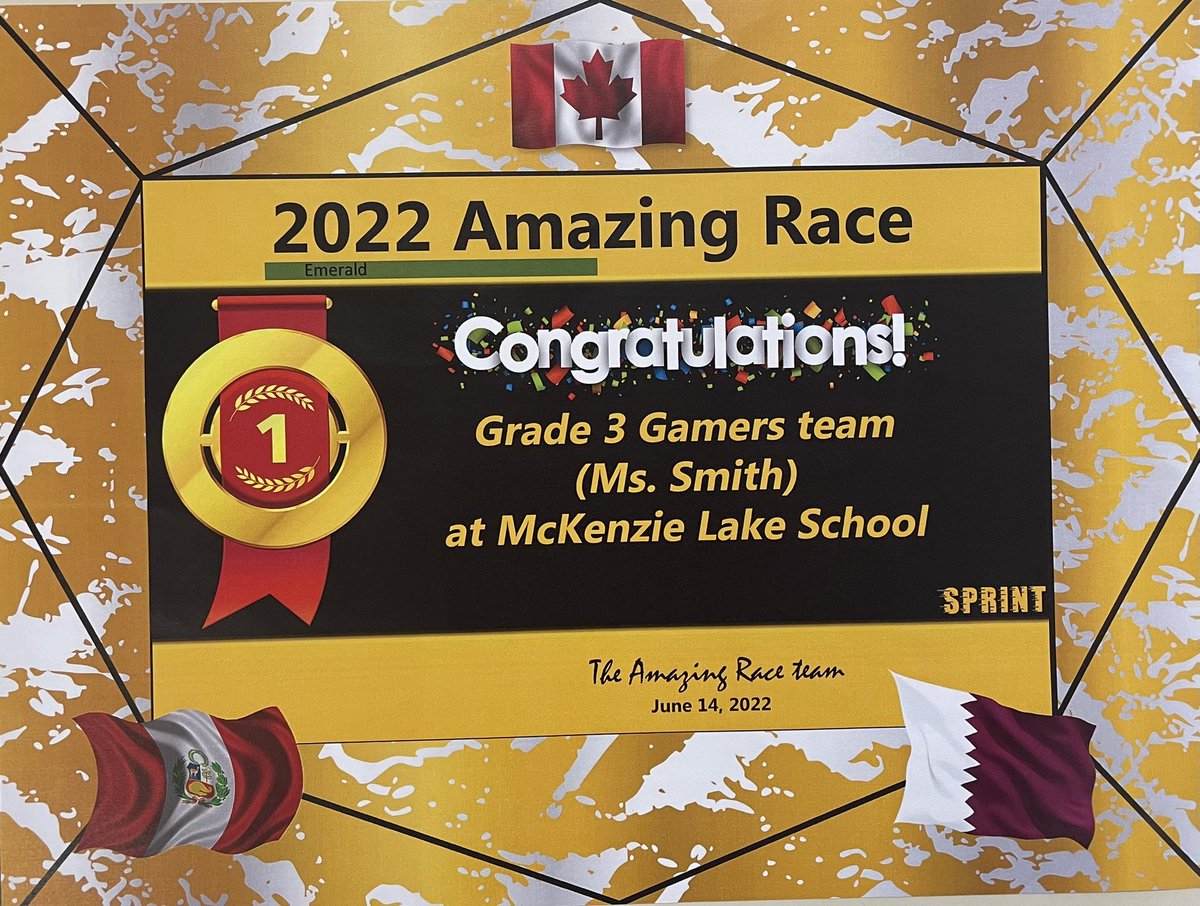 2022 Amazing Race
Emerald
Congratulations!
1
Grade 3 Gamers team
(Ms. Smith)
at McKenzie Lake School
SPRINT
The Amazing Race team
June 14, 2022